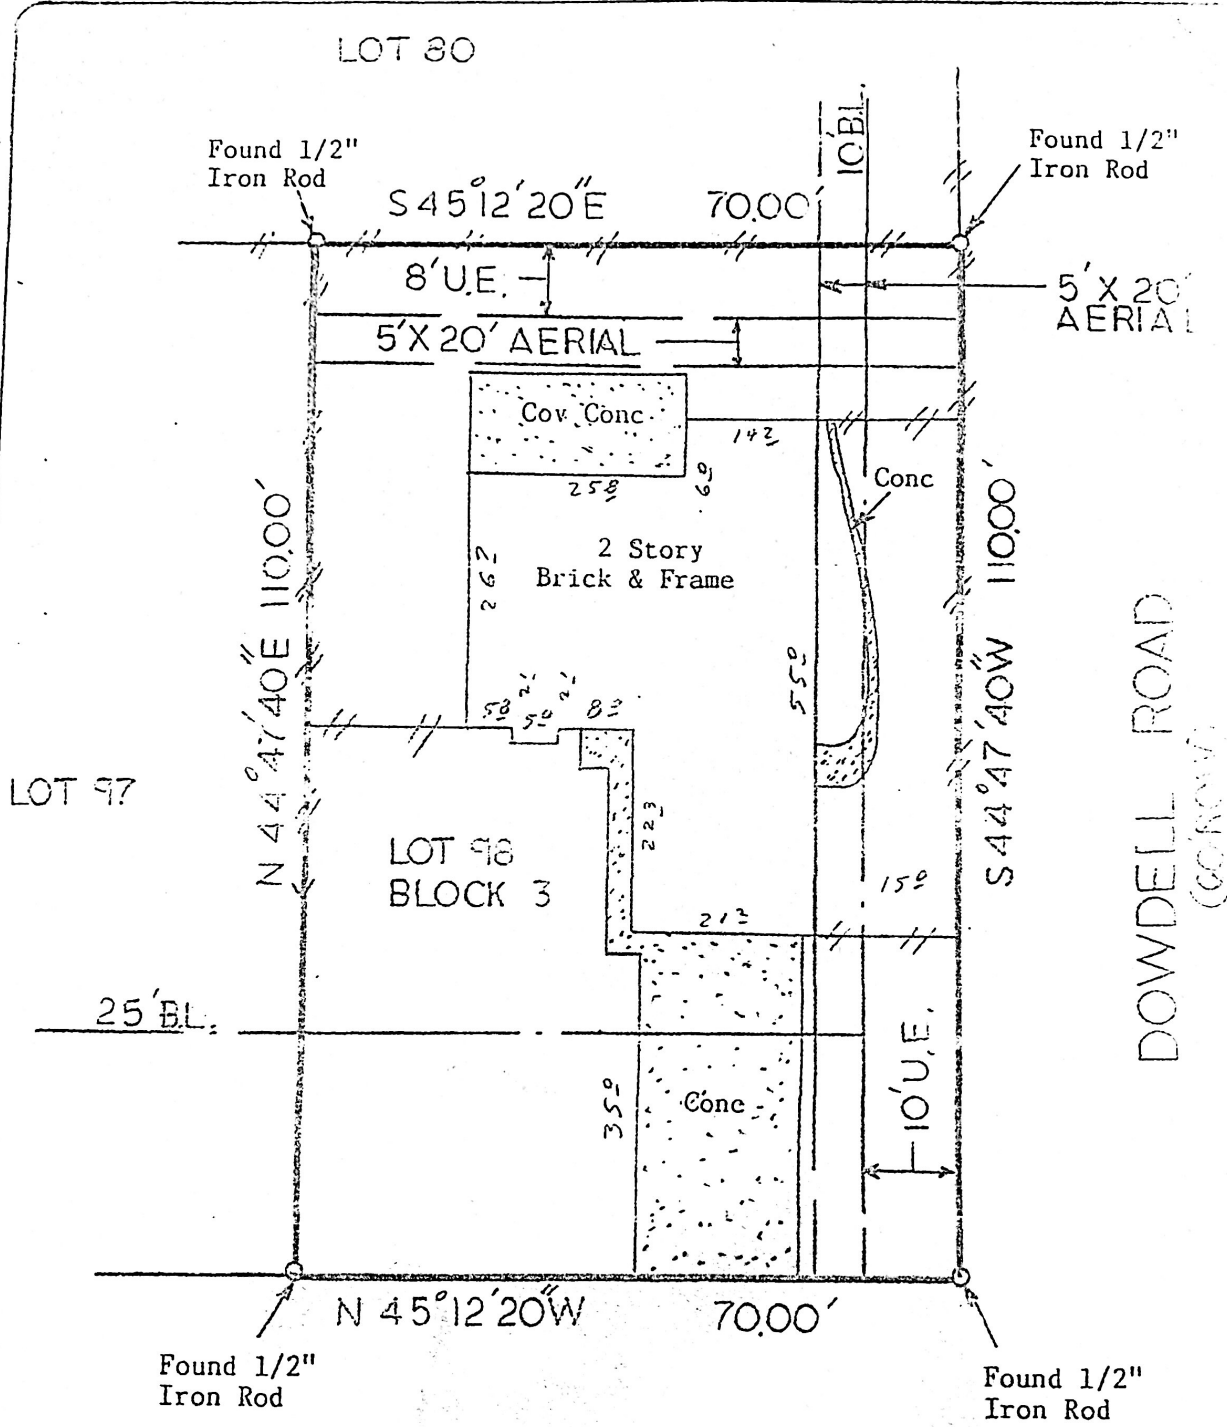 LOT 80
Found 1/2"
Iron Rod
Found 1/2"
Iron Rod
10' B.L.
S 45° 12' 20" E 70.00'
8' U.E.
5' X 20'
AERIAL
5' X 20' AERIAL
Cov Conc
14 2
25 8
6 0
Conc
2 Story
Brick & Frame
26 7
N 44° 47' 40" E 110.00'
S 44° 47' 40" W 110.00'
55 0
5 8
2'
5 0
2'
8 3
22 3
LOT 97
LOT 98
BLOCK 3
DOWDELL ROAD
15 0
21 2
25' B.L.
35 0
Conc
10' U.E.
N 45° 12' 20" W 70.00'
Found 1/2"
Iron Rod
Found 1/2"
Iron Rod